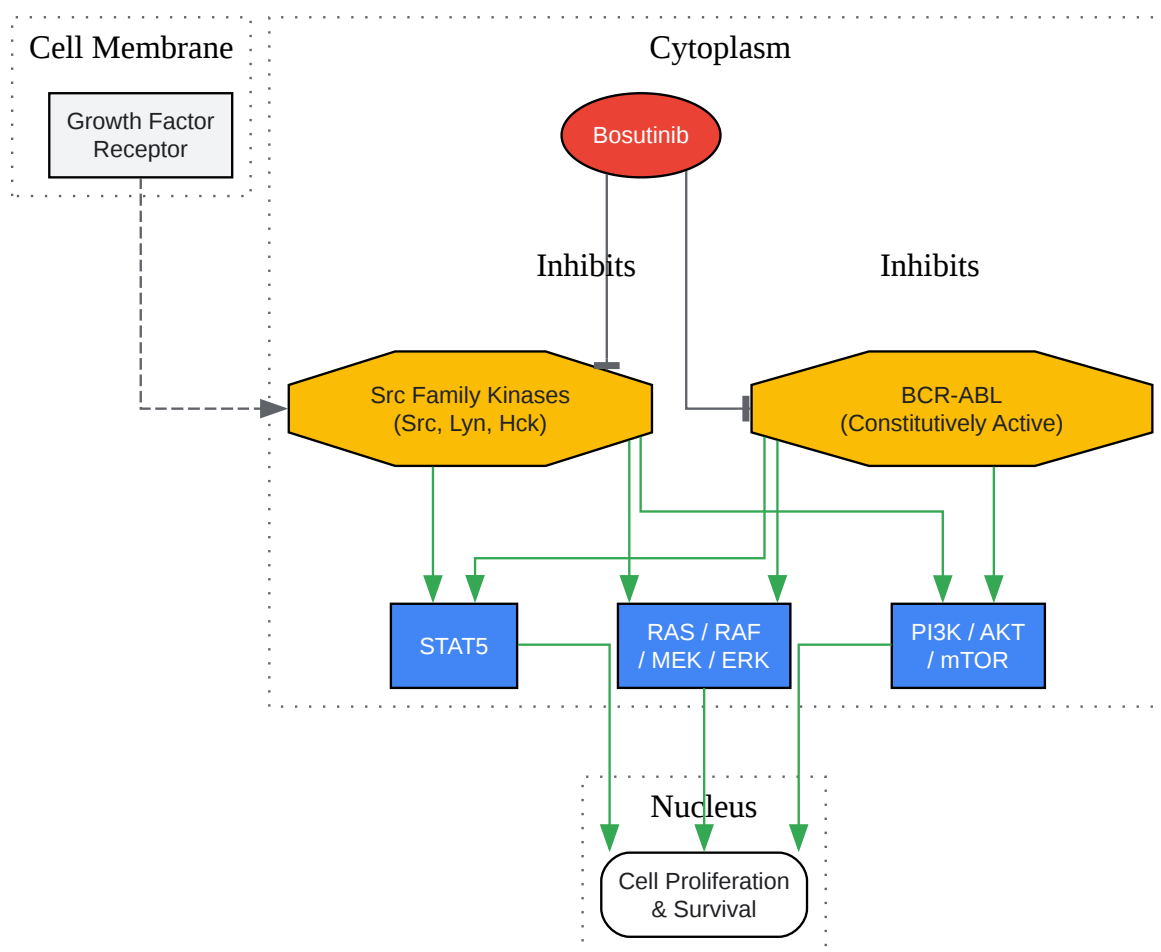 Cell Membrane
Cytoplasm
Growth Factor
Receptor
Bosutinib
Inhibits
Inhibits
Src Family Kinases
(Src, Lyn, Hck)
BCR-ABL
(Constitutively Active)
STAT5
RAS / RAF
/ MEK / ERK
PI3K / AKT
/ mTOR
Nucleus
Cell Proliferation
& Survival